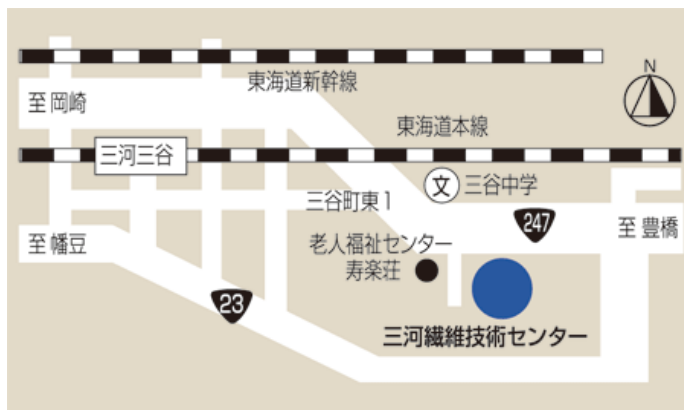 N
東海道新幹線
至 岡崎
東海道本線
三河三谷
文 三谷中学
三谷町東1
247
至 豊橋
至 幡豆
老人福祉センター
寿楽荘
23
三河繊維技術センター